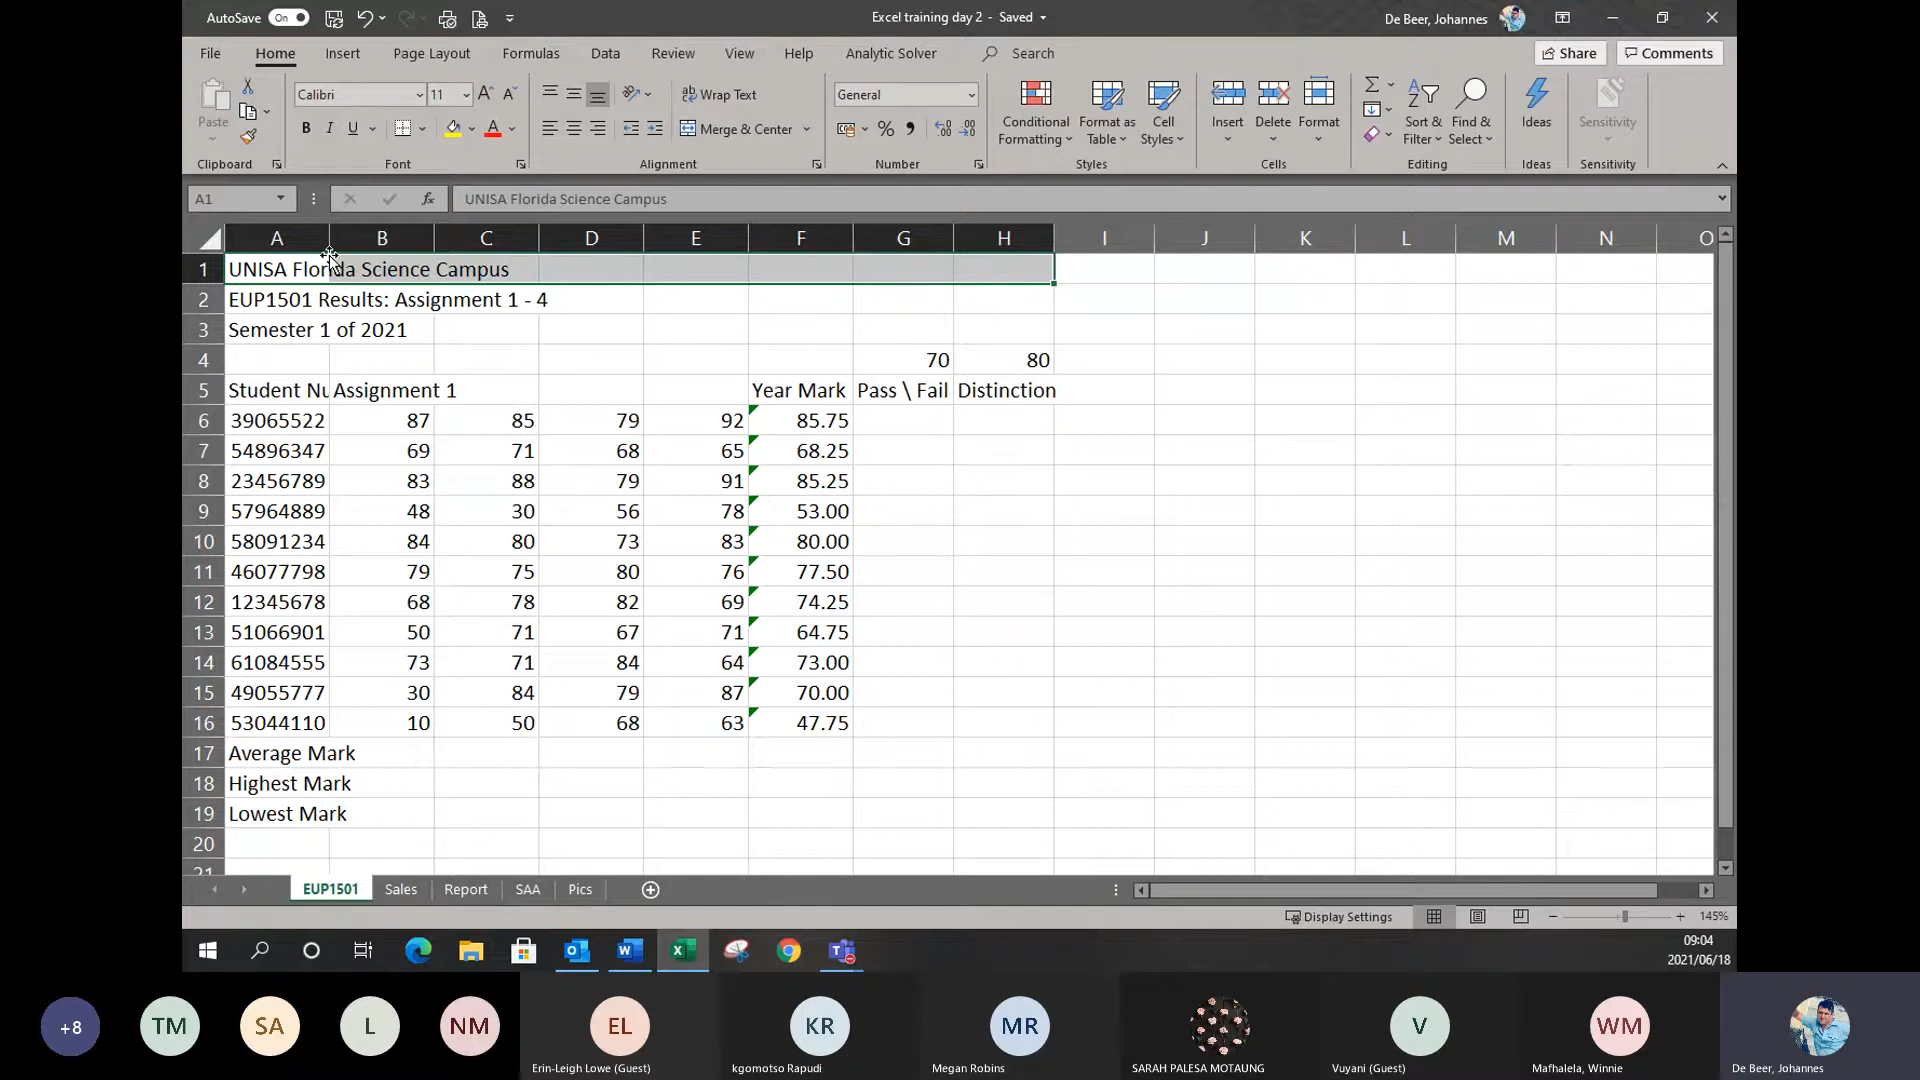 AutoSave On
Excel training day 2 - Saved
De Beer, Johannes
File Home Insert Page Layout Formulas Data Review View Help Analytic Solver Search
Share Comments
Paste
Calibri 11
B I U
ab Wrap Text
Merge & Center
General
Conditional Formatting
Format as Table
Cell Styles
Insert Delete Format
Sort & Filter
Find & Select
Ideas
Sensitivity
Clipboard Font Alignment Number Styles Cells Editing Ideas Sensitivity
A1 fx UNISA Florida Science Campus
A B C D E F G H I J K L M N O
1 UNISA Florida Science Campus
2 EUP1501 Results: Assignment 1 - 4
3 Semester 1 of 2021
4 70 80
5 Student Nu Assignment 1 Year Mark Pass \ Fail Distinction
6 39065522 87 85 79 92 85.75
7 54896347 69 71 68 65 68.25
8 23456789 83 88 79 91 85.25
9 57964889 48 30 56 78 53.00
10 58091234 84 80 73 83 80.00
11 46077798 79 75 80 76 77.50
12 12345678 68 78 82 69 74.25
13 51066901 50 71 67 71 64.75
14 61084555 73 71 84 64 73.00
15 49055777 30 84 79 87 70.00
16 53044110 10 50 68 63 47.75
17 Average Mark
18 Highest Mark
19 Lowest Mark
20
21
EUP1501 Sales Report SAA Pics
Display Settings 145%
09:04
2021/06/18
+8 TM SA L NM EL KR MR V WM
Erin-Leigh Lowe (Guest) kgomotso Rapudi Megan Robins SARAH PALESA MOTAUNG Vuyani (Guest) Mafhalela, Winnie De Beer, Johannes